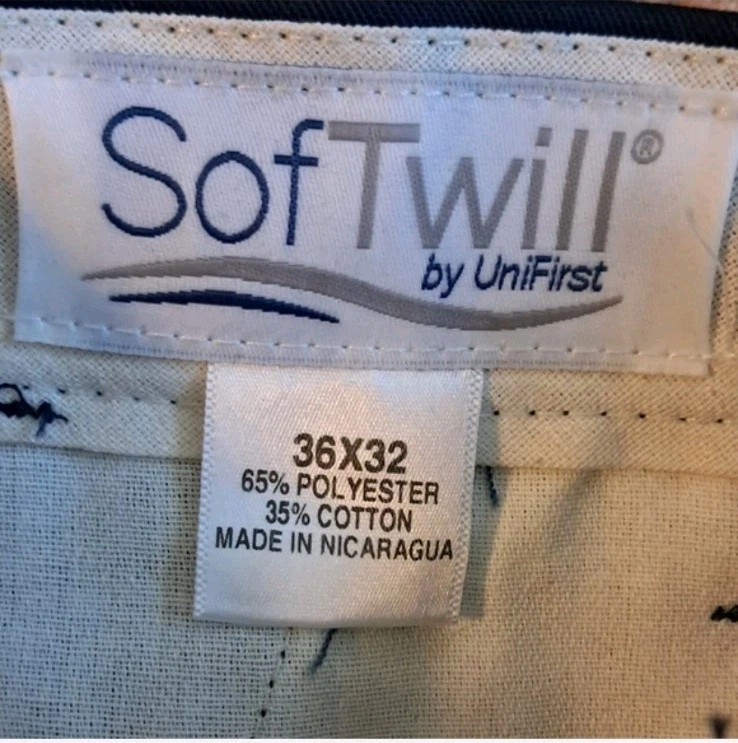 SofTwill®
by UniFirst
36X32
65% POLYESTER
35% COTTON
MADE IN NICARAGUA